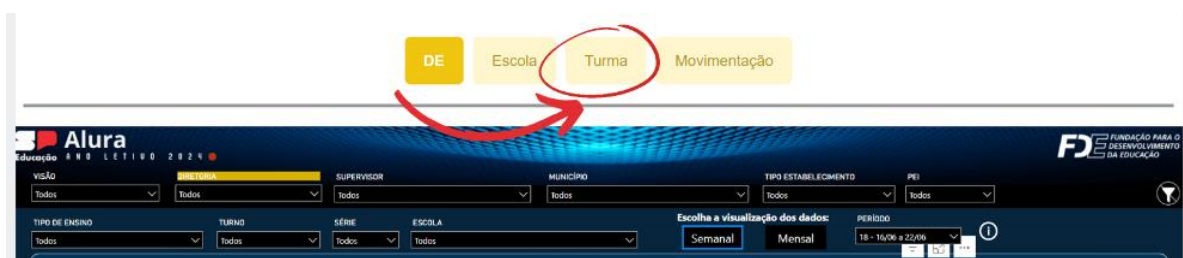 DE Escola Turma Movimentação
SP Alura
Educação ANO LETIVO 2024
FDE FUNDAÇÃO PARA O
DESENVOLVIMENTO
DA EDUCAÇÃO
VISÃO DIRETORIA SUPERVISOR MUNICÍPIO TIPO ESTABELECIMENTO PEI
Todos Todos Todos Todos Todos Todos
TIPO DE ENSINO TURNO SÉRIE ESCOLA Escolha a visualização dos dados: PERÍODO
Todos Todos Todos Todos Semanal Mensal 18 - 16/06 a 22/06